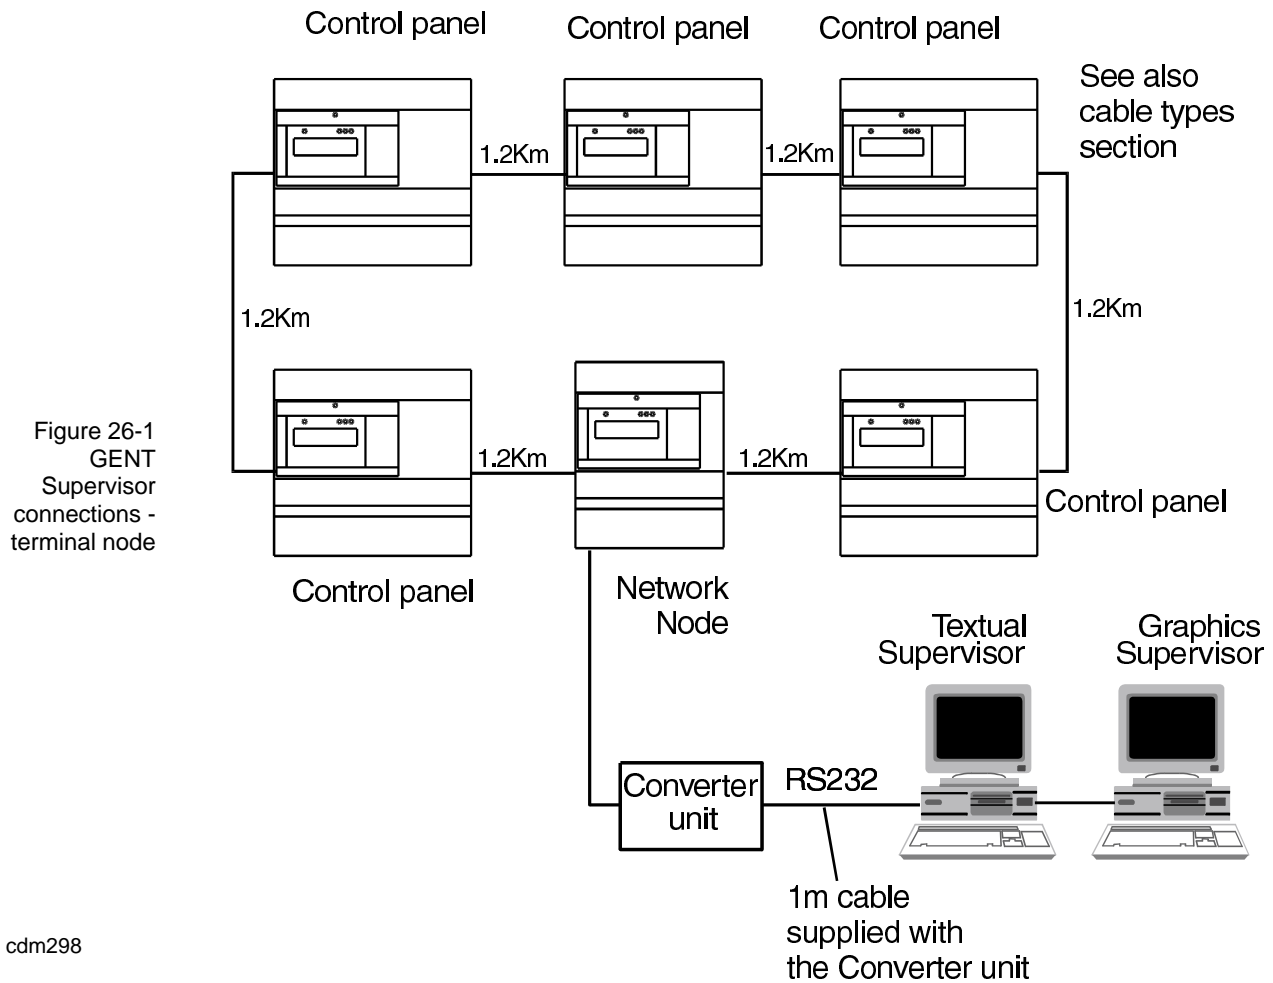 Control panel
Control panel
Control panel
See also
cable types
section
1.2Km
1.2Km
1.2Km
1.2Km
Figure 26-1
GENT
Supervisor
connections -
terminal node
1.2Km
1.2Km
Control panel
Control panel
Network
Node
Textual
Supervisor
Graphics
Supervisor
Converter
unit
RS232
1m cable
supplied with
the Converter unit
cdm298